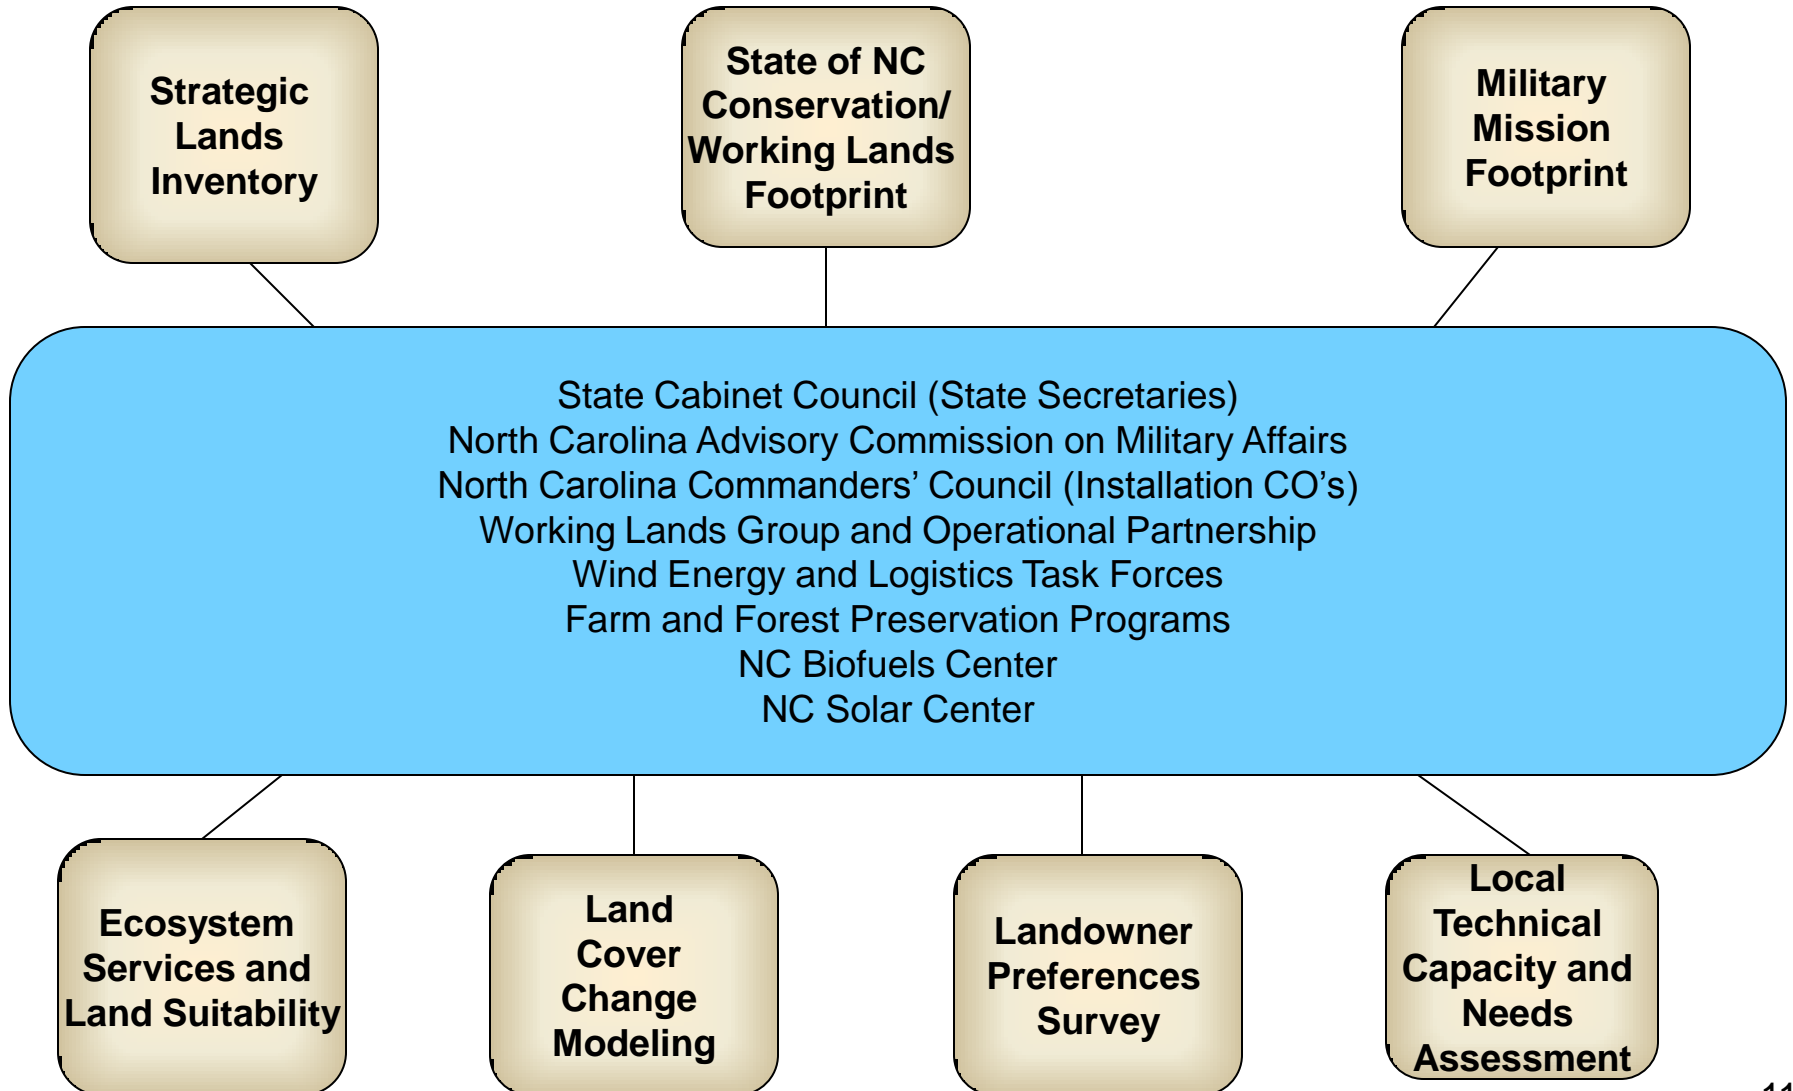 Strategic
Lands
Inventory
State of NC
Conservation/
Working Lands
Footprint
Military
Mission
Footprint
State Cabinet Council (State Secretaries)
North Carolina Advisory Commission on Military Affairs
North Carolina Commanders’ Council (Installation CO’s)
Working Lands Group and Operational Partnership
Wind Energy and Logistics Task Forces
Farm and Forest Preservation Programs
NC Biofuels Center
NC Solar Center
Ecosystem
Services and
Land Suitability
Land
Cover
Change
Modeling
Landowner
Preferences
Survey
Local
Technical
Capacity and
Needs
Assessment
11